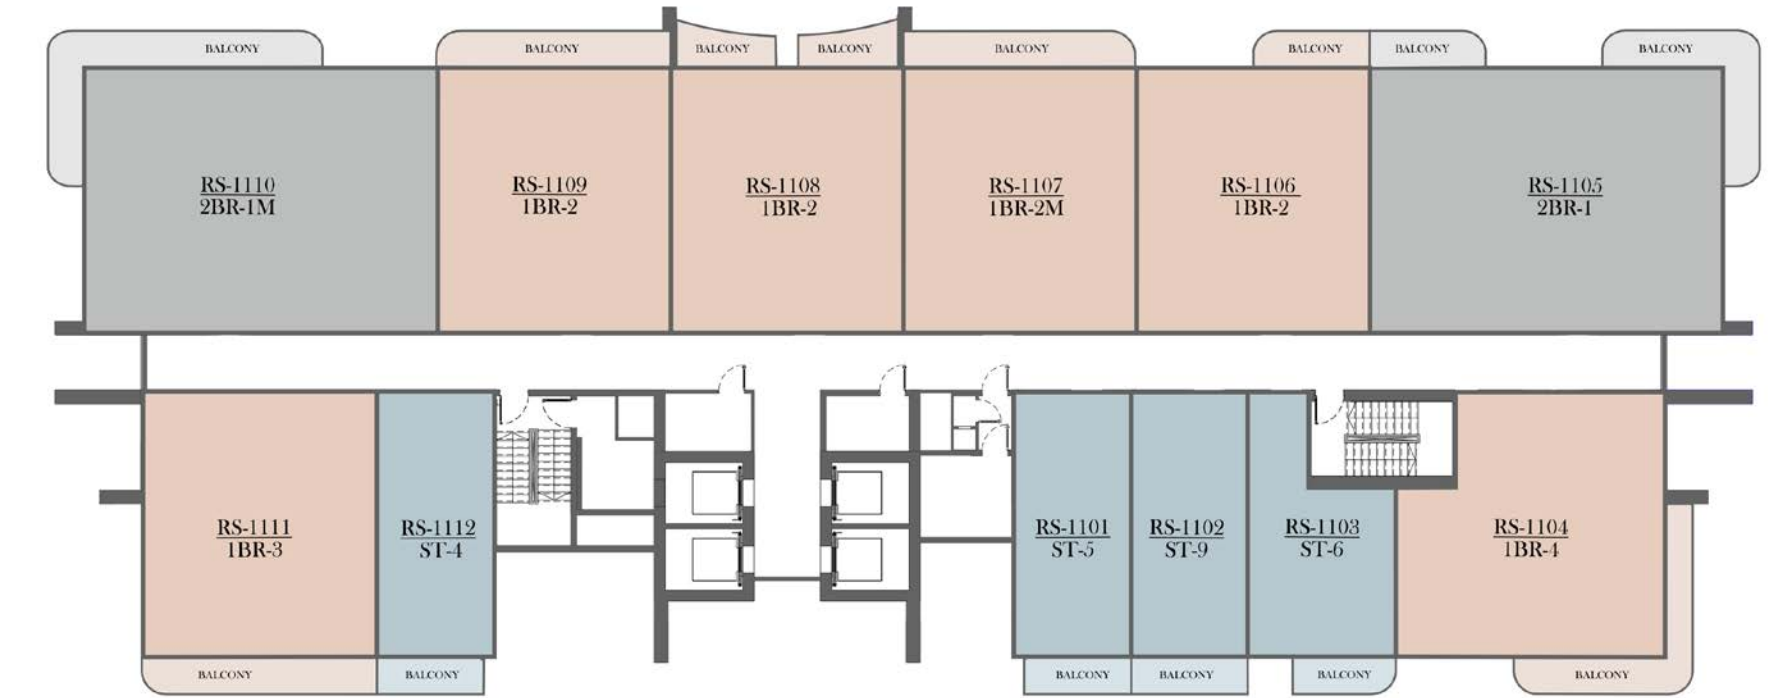 BALCONY
BALCONY
BALCONY
BALCONY
BALCONY
BALCONY
BALCONY
BALCONY
RS-1110
2BR-1M
RS-1109
1BR-2
RS-1108
1BR-2
RS-1107
1BR-2M
RS-1106
1BR-2
RS-1105
2BR-1
RS-1111
1BR-3
RS-1112
ST-4
RS-1101
ST-5
RS-1102
ST-9
RS-1103
ST-6
RS-1104
1BR-4
BALCONY
BALCONY
BALCONY
BALCONY
BALCONY
BALCONY